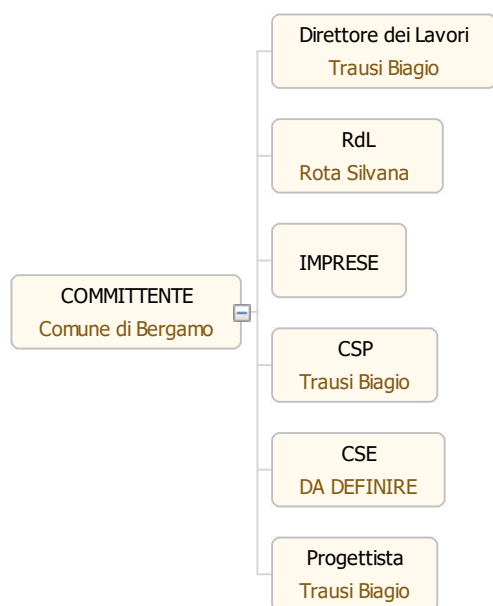 Direttore dei Lavori
Trausi Biagio
RdL
Rota Silvana
IMPRESE
COMMITTENTE
Comune di Bergamo
CSP
Trausi Biagio
CSE
DA DEFINIRE
Progettista
Trausi Biagio